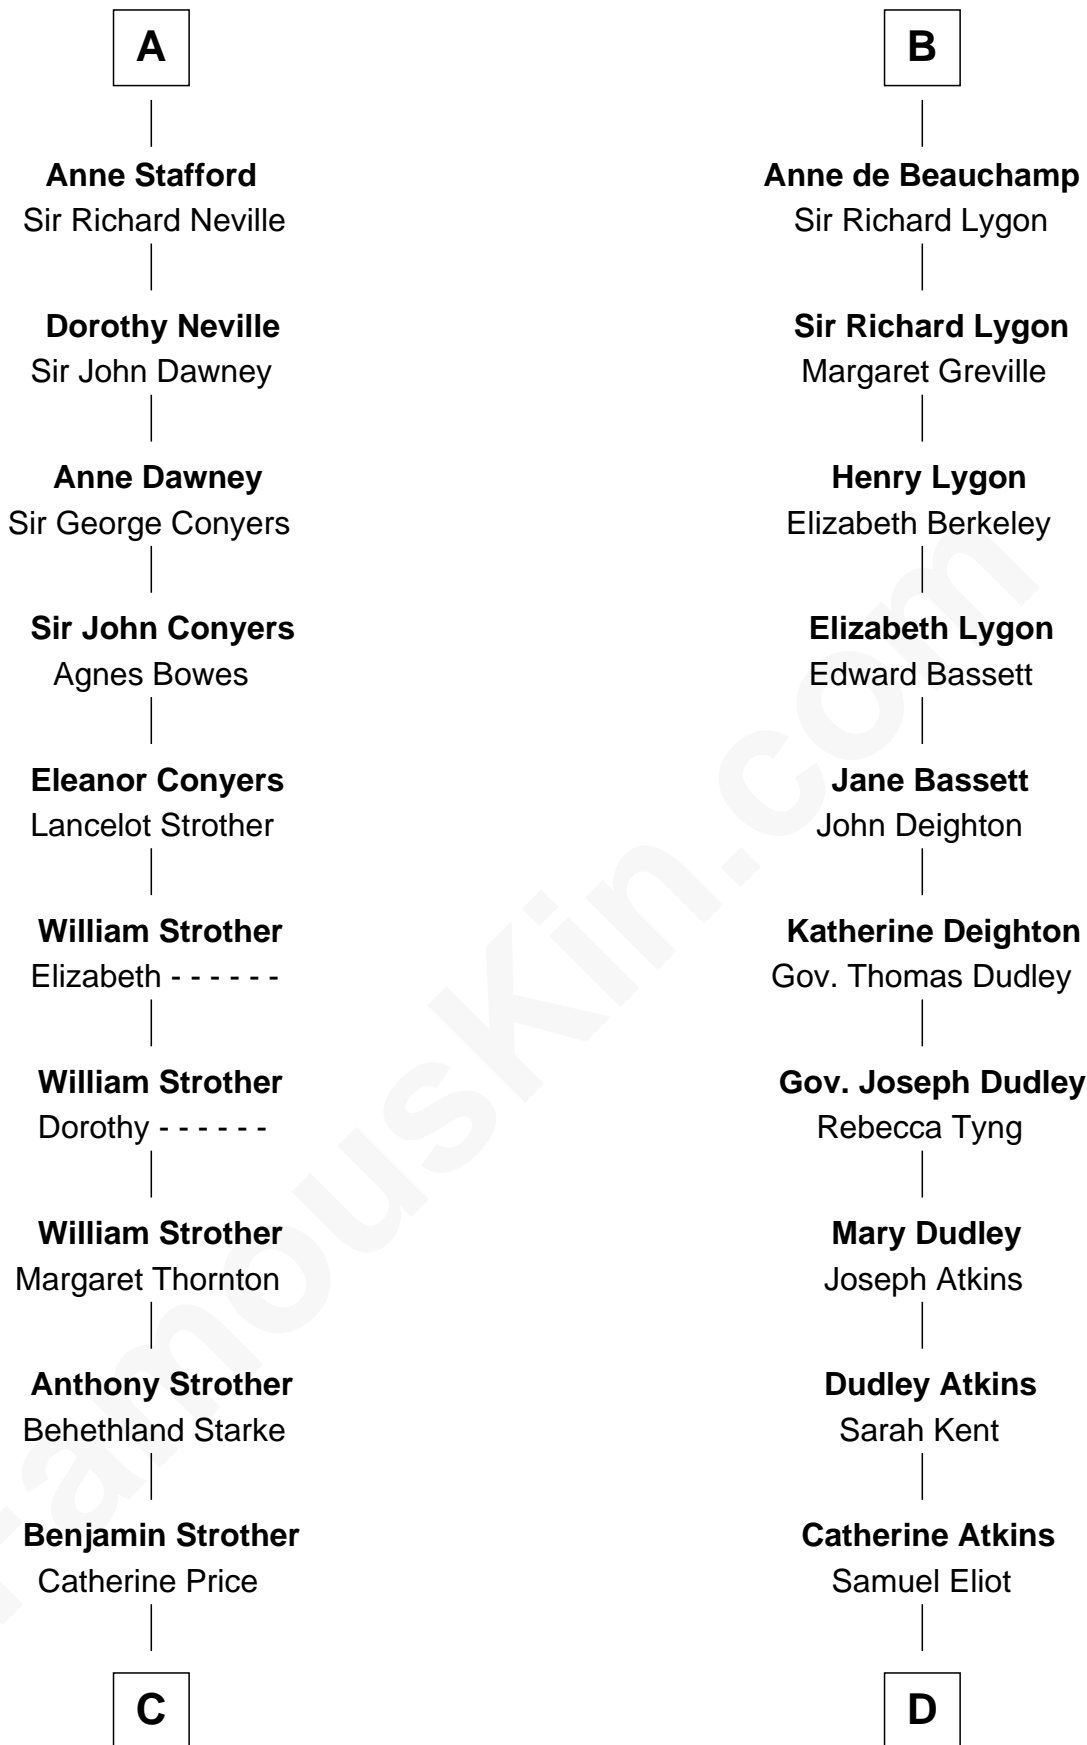 A
Anne Stafford
Sir Richard Neville
Dorothy Neville
Sir John Dawney
Anne Dawney
Sir George Conyers
Sir John Conyers
Agnes Bowes
Eleanor Conyers
Lancelot Strother
William Strother
Elizabeth - - - - - -
William Strother
Dorothy - - - - - -
William Strother
Margaret Thornton
Anthony Strother
Behethland Starke
Benjamin Strother
Catherine Price
C
B
Anne de Beauchamp
Sir Richard Lygon
Sir Richard Lygon
Margaret Greville
Henry Lygon
Elizabeth Berkeley
Elizabeth Lygon
Edward Bassett
Jane Bassett
John Deighton
Katherine Deighton
Gov. Thomas Dudley
Gov. Joseph Dudley
Rebecca Tyng
Mary Dudley
Joseph Atkins
Dudley Atkins
Sarah Kent
Catherine Atkins
Samuel Eliot
D
FamousKin.com